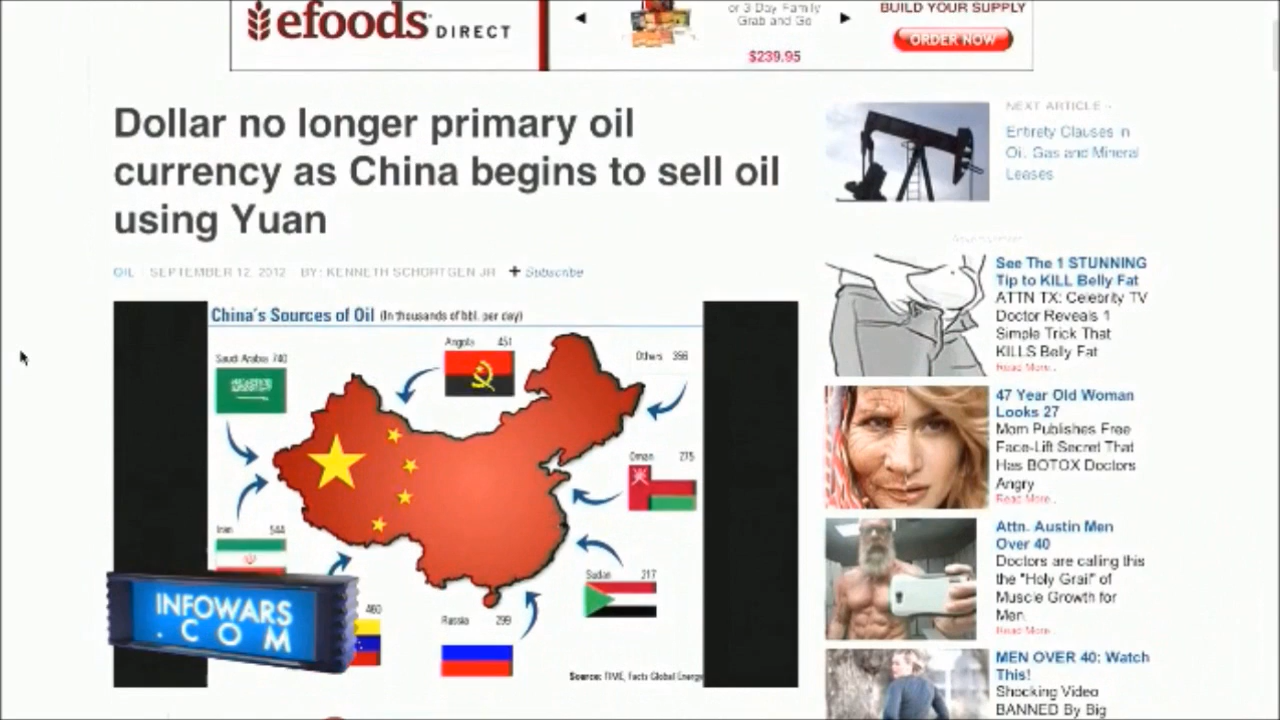 efoods DIRECT
or 3 Day Family
Grab and Go
$239.95
BUILD YOUR SUPPLY
ORDER NOW
Dollar no longer primary oil
currency as China begins to sell oil
using Yuan
OIL SEPTEMBER 12, 2012 BY: KENNETH SCHORTGEN JR + Subscribe
NEXT ARTICLE
Entirety Clauses in
Oil, Gas and Mineral
Leases
Advertisement
China's Sources of Oil (In thousands of bbl. per day)
Saudi Arabia 740
Angola 451
Others 356
Oman 275
Iran 544
Sudan 217
460
Russia 299
Source: TIME, Facts Global Energy
INFOWARS
.COM
See The 1 STUNNING
Tip to KILL Belly Fat
ATTN TX: Celebrity TV
Doctor Reveals 1
Simple Trick That
KILLS Belly Fat
Read More..
47 Year Old Woman
Looks 27
Mom Publishes Free
Face-Lift Secret That
Has BOTOX Doctors
Angry
Read More..
Attn. Austin Men
Over 40
Doctors are calling this
the "Holy Grail" of
Muscle Growth for
Men.
Read More..
MEN OVER 40: Watch
This!
Shocking Video
BANNED By Big